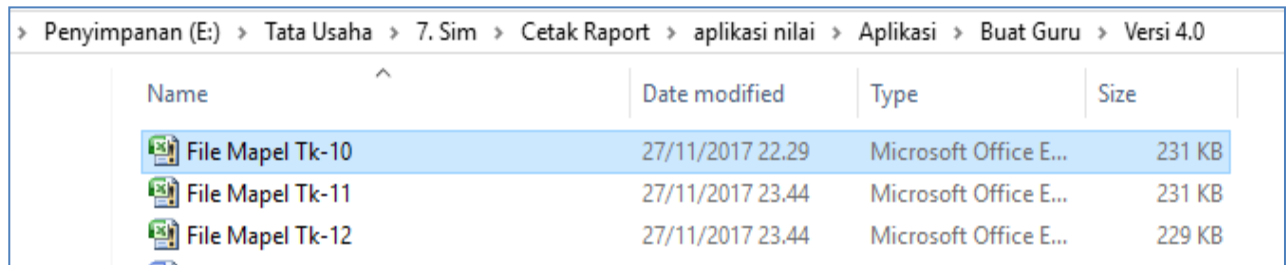 > Penyimpanan (E:) > Tata Usaha > 7. Sim > Cetak Raport > aplikasi nilai > Aplikasi > Buat Guru > Versi 4.0
Name Date modified Type Size
File Mapel Tk-10 27/11/2017 22.29 Microsoft Office E... 231 KB
File Mapel Tk-11 27/11/2017 23.44 Microsoft Office E... 231 KB
File Mapel Tk-12 27/11/2017 23.44 Microsoft Office E... 229 KB